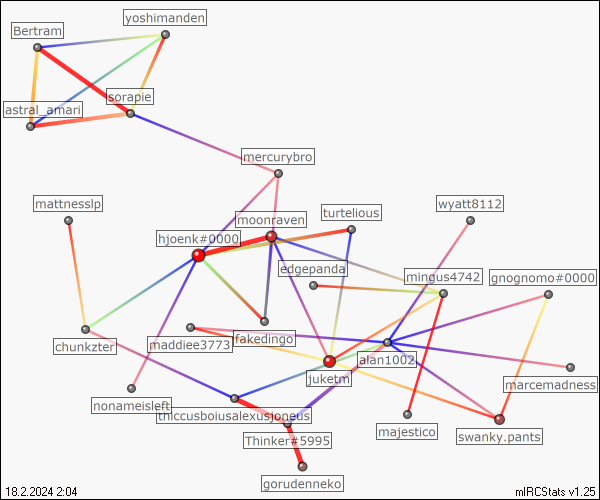 yoshimanden
Bertram
sorapie
astral_amari
mercurybro
mattnesslp
wyatt8112
turtelious
moonraven
hjoenk#0000
edgepanda
mingus4742
gnognomo#0000
fakedingo
maddiee3773
chunkzter
alan1002
juketm
marcemadness
nonameisleft
thiccusboiusalexusjoneus
majestico
swanky.pants
Thinker#5995
gorudenneko
18.2.2024 2:04
mIRCStats v1.25